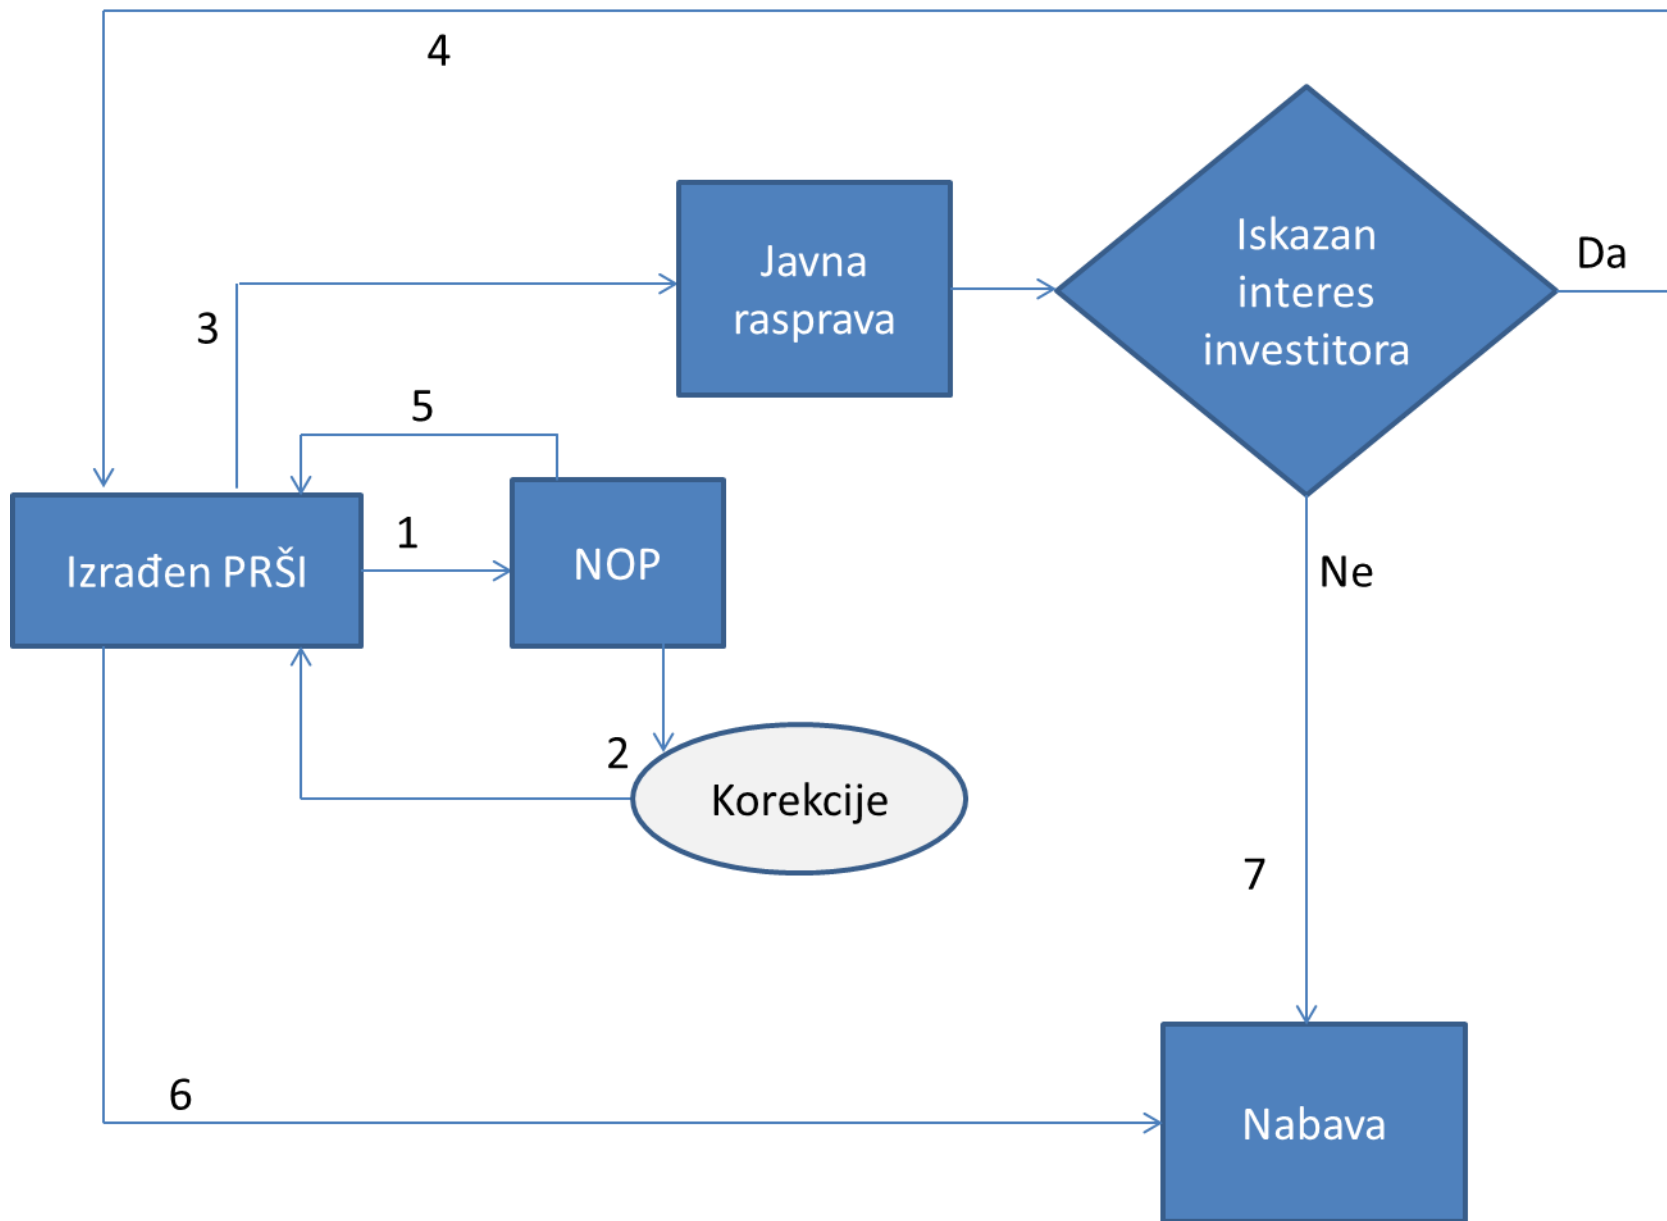 4
Javna
rasprava
Iskazan
interes
investitora
Da
3
5
Izrađen PRŠI
1
NOP
Ne
2
Korekcije
7
6
Nabava